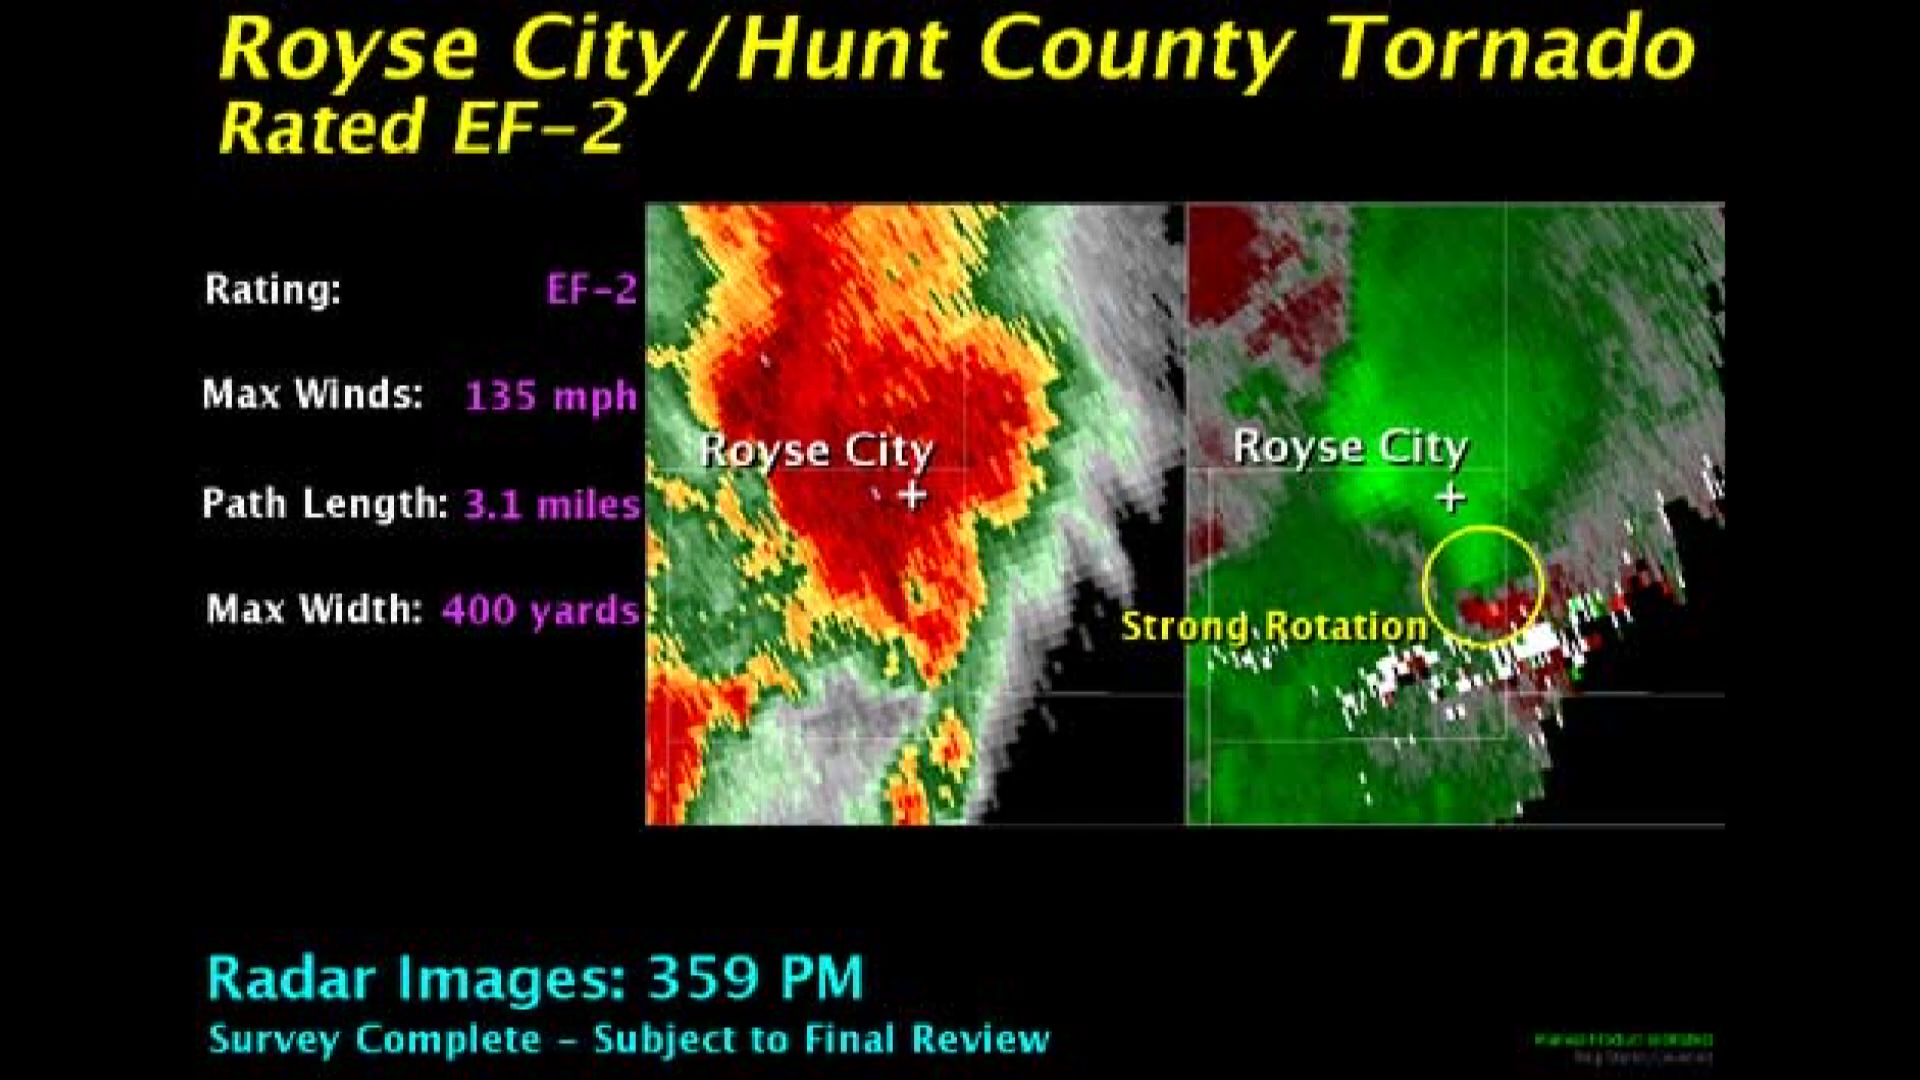 Royse City/Hunt County Tornado
Rated EF-2
Rating: EF-2
Max Winds: 135 mph
Path Length: 3.1 miles
Max Width: 400 yards
Royse City
Royse City
Strong Rotation
Radar Images: 359 PM
Survey Complete - Subject to Final Review